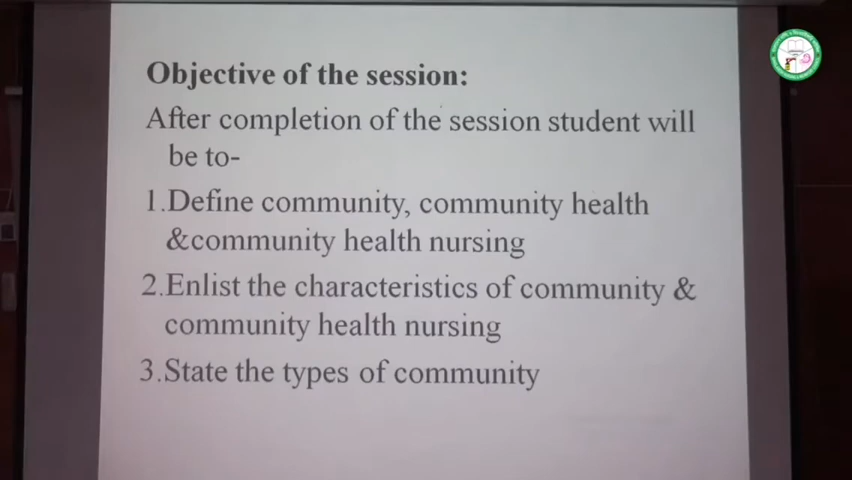 Objective of the session:
After completion of the session student will
be to-
1.Define community, community health
&community health nursing
2.Enlist the characteristics of community &
community health nursing
3.State the types of community